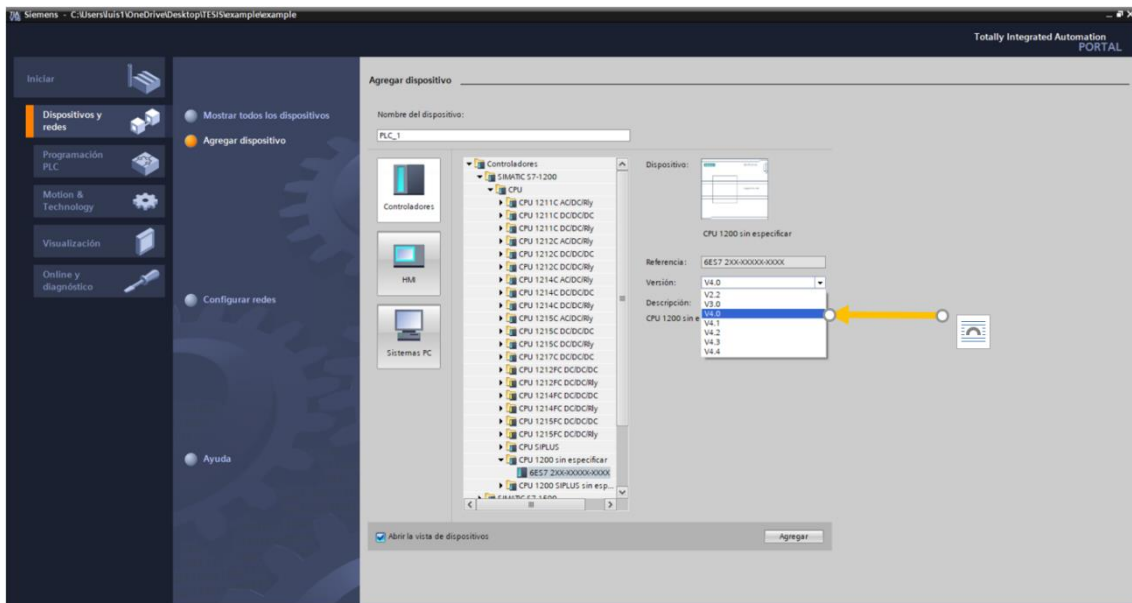 Siemens - C:\Users\luis1\OneDrive\Desktop\TESIS\example\example
Totally Integrated Automation
PORTAL
Iniciar
Dispositivos y
redes
Programación
PLC
Motion &
Technology
Visualización
Online y
diagnóstico
Mostrar todos los dispositivos
Agregar dispositivo
Configurar redes
Ayuda
Agregar dispositivo
Nombre del dispositivo:
PLC_1
Controladores
HMI
Sistemas PC
Controladores
SIMATIC S7-1200
CPU
CPU 1211C AC/DC/Rly
CPU 1211C DC/DC/DC
CPU 1211C DC/DC/Rly
CPU 1212C AC/DC/Rly
CPU 1212C DC/DC/DC
CPU 1212C DC/DC/Rly
CPU 1214C AC/DC/Rly
CPU 1214C DC/DC/DC
CPU 1214C DC/DC/Rly
CPU 1215C AC/DC/Rly
CPU 1215C DC/DC/DC
CPU 1215C DC/DC/Rly
CPU 1217C DC/DC/DC
CPU 1212FC DC/DC/DC
CPU 1212FC DC/DC/Rly
CPU 1214FC DC/DC/DC
CPU 1214FC DC/DC/Rly
CPU 1215FC DC/DC/DC
CPU 1215FC DC/DC/Rly
CPU SIPLUS
CPU 1200 sin especificar
6ES7 2XX-XXXXX-XXXX
CPU 1200 SIPLUS sin esp...
SIMATIC S7-1500
Dispositivo:
CPU 1200 sin especificar
Referencia: 6ES7 2XX-XXXXX-XXXX
Versión: V4.0
V2.2
Descripción: V3.0
CPU 1200 sin e V4.0
V4.1
V4.2
V4.3
V4.4
Abrir la vista de dispositivos
Agregar